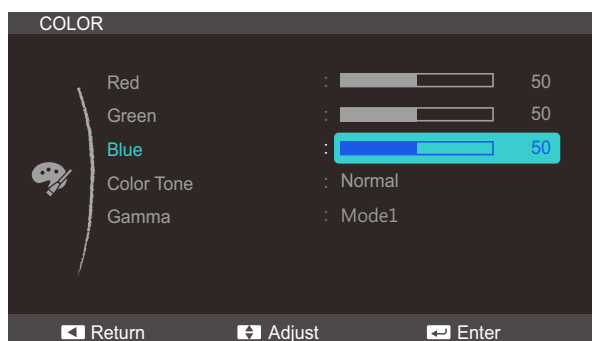 COLOR
Red : 50
Green : 50
Blue : 50
Color Tone : Normal
Gamma : Mode1
Return Adjust Enter